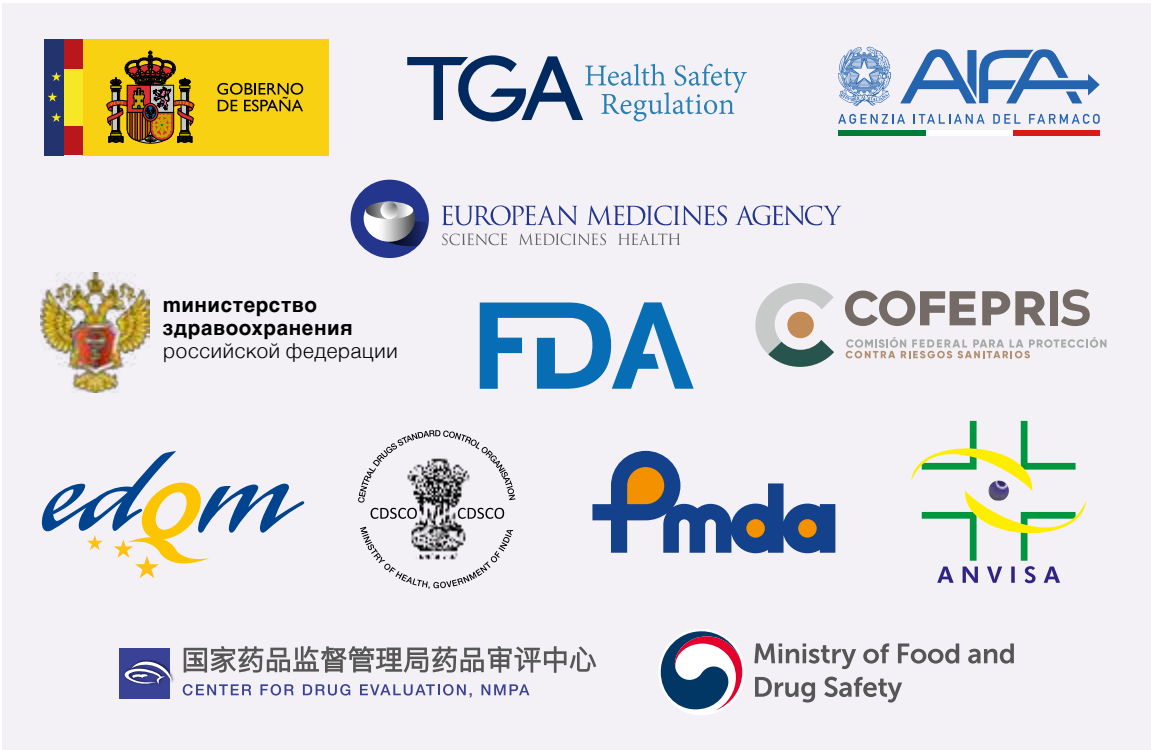 GOBIERNO
DE ESPAÑA
TGA Health Safety
Regulation
AIFA
AGENZIA ITALIANA DEL FARMACO
EUROPEAN MEDICINES AGENCY
SCIENCE MEDICINES HEALTH
министерство
здравоохранения
российской федерации
FDA
COFEPRIS
COMISIÓN FEDERAL PARA LA PROTECCIÓN
CONTRA RIESGOS SANITARIOS
edQm
CENTRAL DRUGS STANDARD CONTROL ORGANISATION
CDSCO CDSCO
MINISTRY OF HEALTH, GOVERNMENT OF INDIA
Pmda
ANVISA
国家药品监督管理局药品审评中心
CENTER FOR DRUG EVALUATION, NMPA
Ministry of Food and
Drug Safety